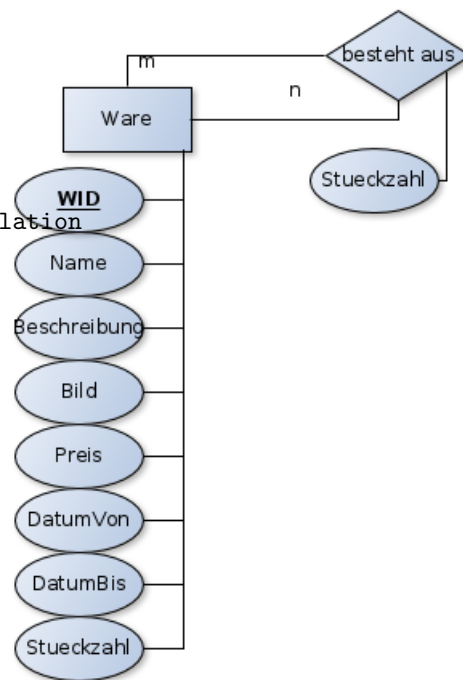 besteht aus
m
n
Ware
Stueckzahl
WID
lation
Name
Beschreibung
Bild
Preis
DatumVon
DatumBis
Stueckzahl